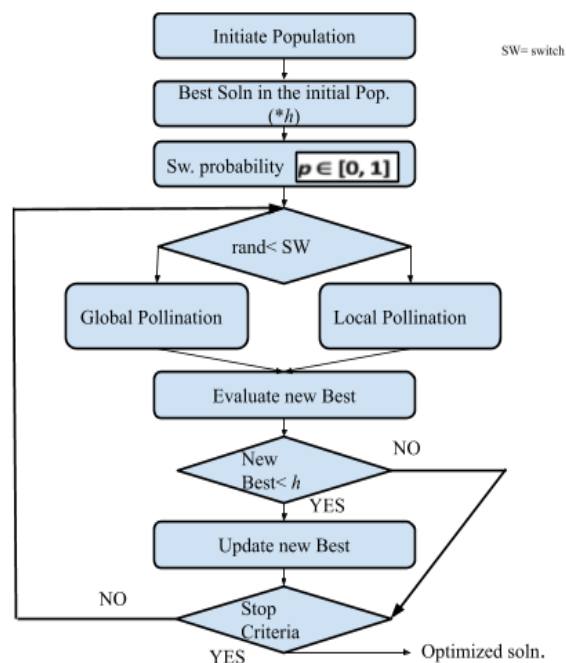 Initiate Population
SW= switch
Best Soln in the initial Pop.
(*h)
Sw. probability p ∈ [0, 1]
rand< SW
Global Pollination
Local Pollination
Evaluate new Best
New
Best< h
NO
YES
Update new Best
NO
Stop
Criteria
YES
Optimized soln.